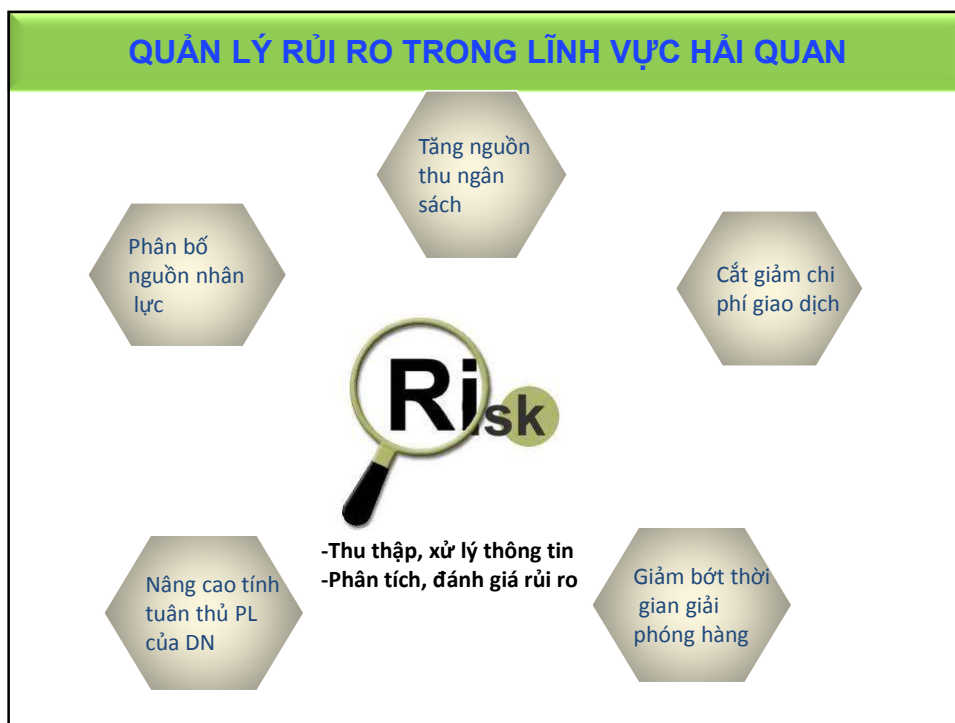 QUẢN LÝ RỦI RO TRONG LĨNH VỰC HẢI QUAN
Tăng nguồn
thu ngân
sách
Phân bố
nguồn nhân
lực
Cắt giảm chi
phí giao dịch
Risk
-Thu thập, xử lý thông tin
-Phân tích, đánh giá rủi ro
Nâng cao tính
tuân thủ PL
của DN
Giảm bớt thời
gian giải
phóng hàng